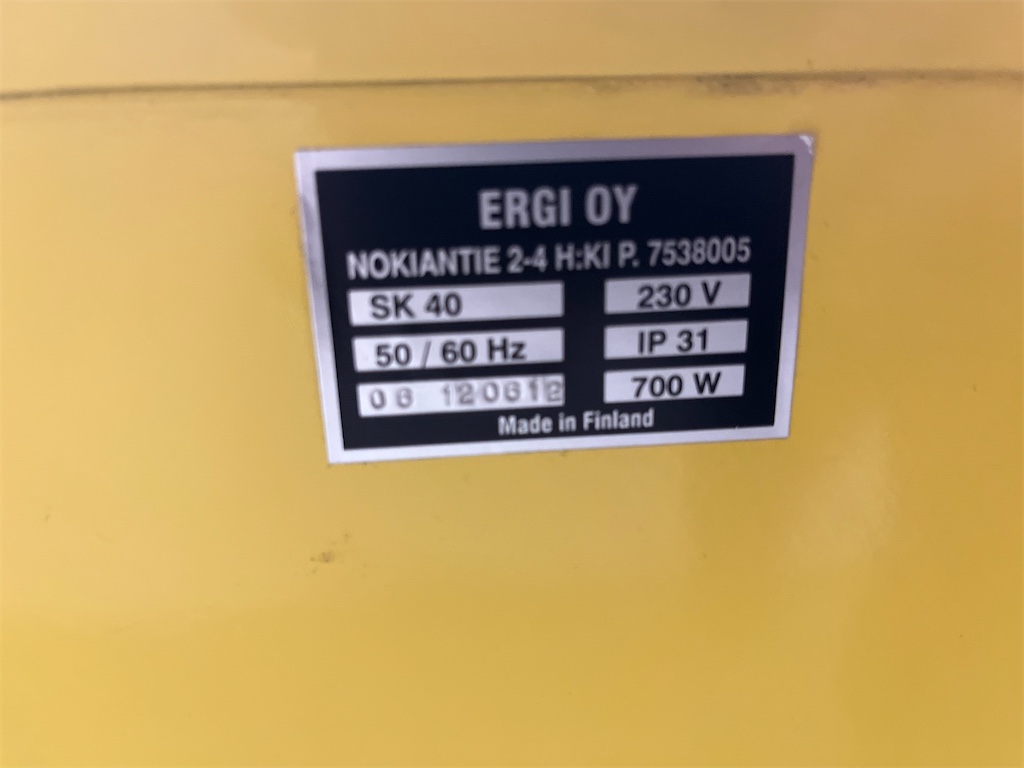 ERGI OY
NOKIANTIE 2-4 H:KI P. 7538005
SK 40 230 V
50 / 60 Hz IP 31
06 120612 700 W
Made in Finland